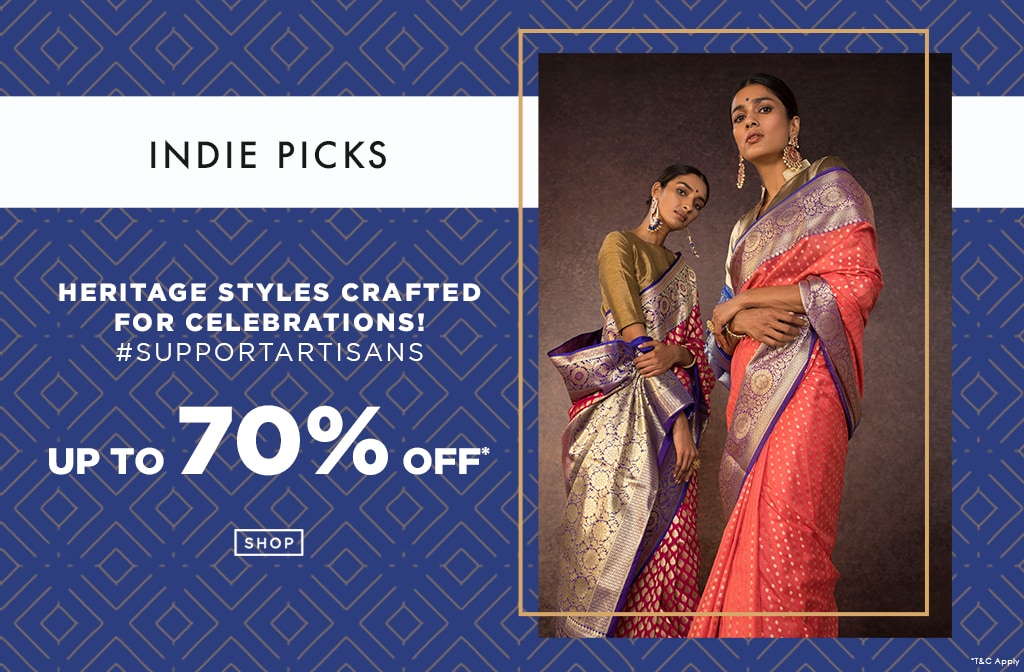 INDIE PICKS
HERITAGE STYLES CRAFTED
FOR CELEBRATIONS!
#SUPPORTARTISANS
UP TO 70% OFF*
SHOP
*T&C Apply